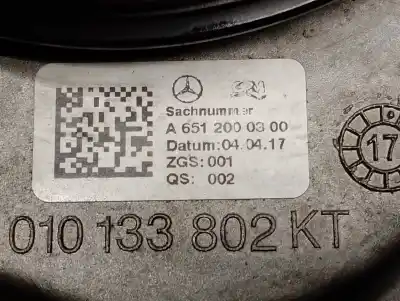 Sachnummer
A 651 200 03 00
Datum:04.04.17
ZGS:001
QS: 002
17
010 133 802 KT